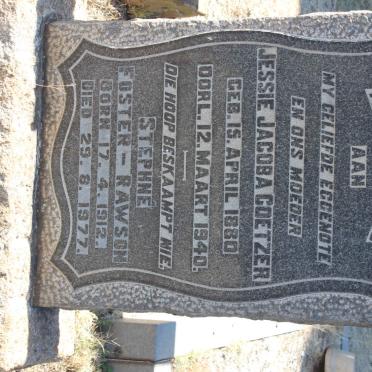 AAN
MY GELIEFDE EGGENOTE
EN ONS MOEDER
JESSIE JACOBA COETZER
GEB. 15. APRIL 1880
OORL. 12. MAART 1940.
DIE HOOP BESKAMPT NIE.
STEPHNE
FOSTER - RAWSON
BORN 17. 4. 1912.
DIED 29. 8. 1977.